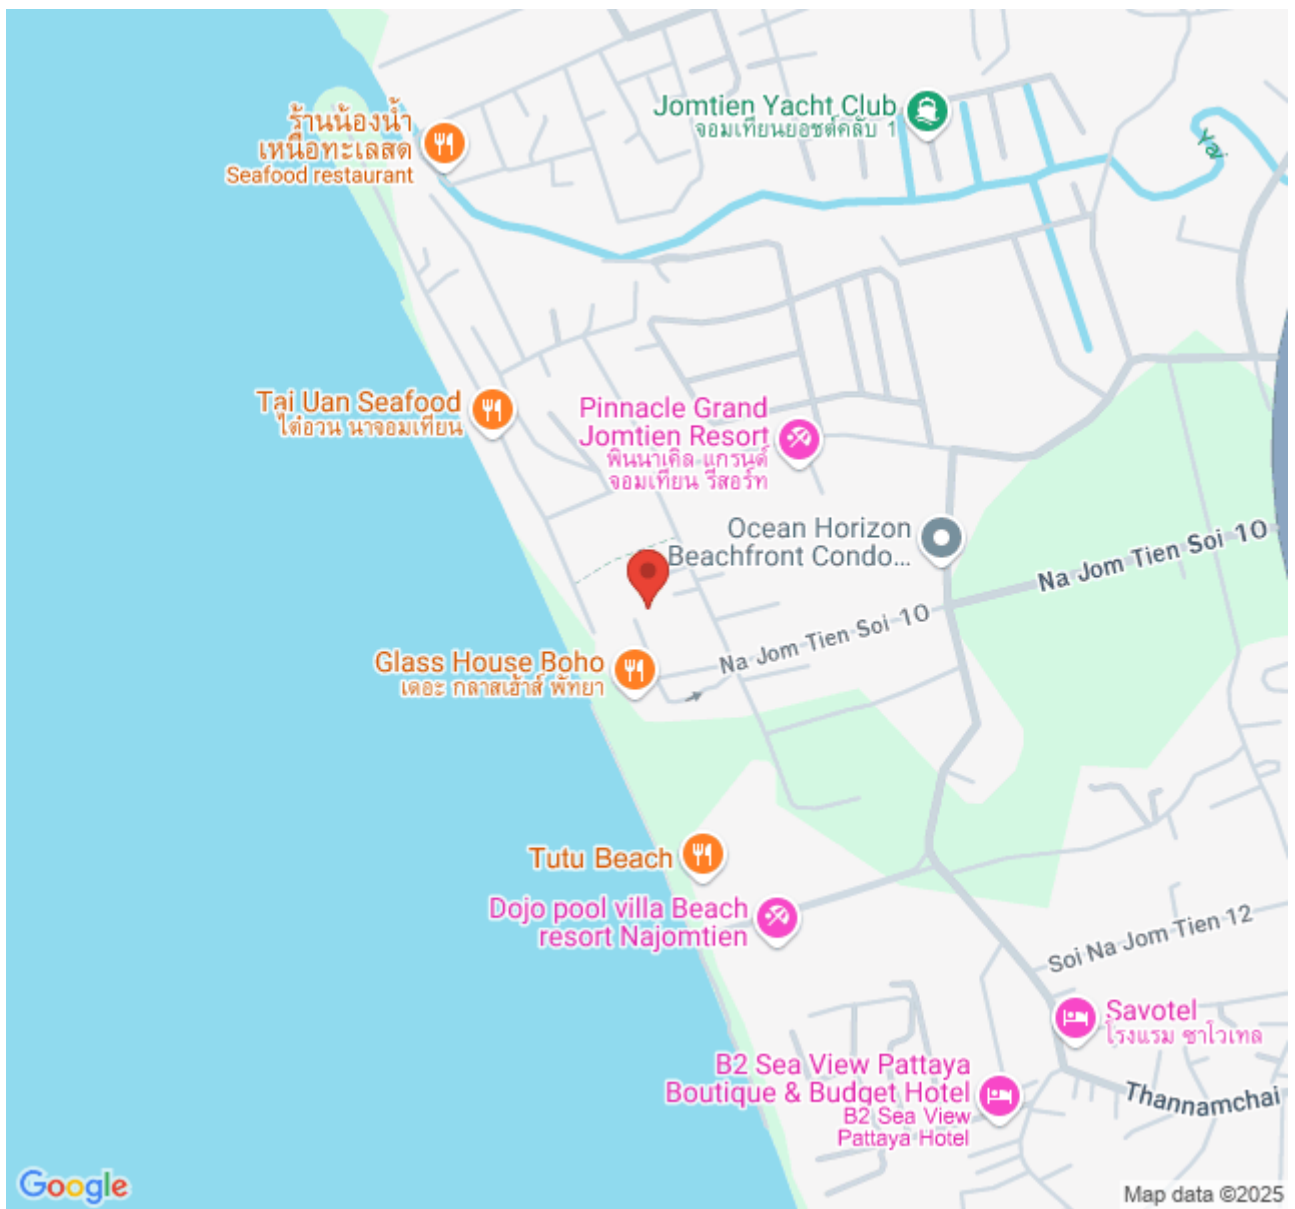 Jomtien Yacht Club
จอมเทียนยอชต์คลับ 1
ร้านน้องน้ำ
เหนือทะเลสด
Seafood restaurant
Yai
Tai Uan Seafood
ไต๋อวน นาจอมเทียน
Pinnacle Grand
Jomtien Resort
พินนาเคิล แกรนด์
จอมเทียน รีสอร์ท
Ocean Horizon
Beachfront Condo...
Na Jom Tien Soi 10
Na Jom Tien Soi 10
Glass House Boho
เดอะ กลาสเฮ้าส์ พัทยา
Tutu Beach
Dojo pool villa Beach
resort Najomtien
Soi Na Jom Tien 12
Savotel
โรงแรม ซาโวเทล
B2 Sea View Pattaya
Boutique & Budget Hotel
B2 Sea View
Pattaya Hotel
Thannamchai
Google
Map data ©2025